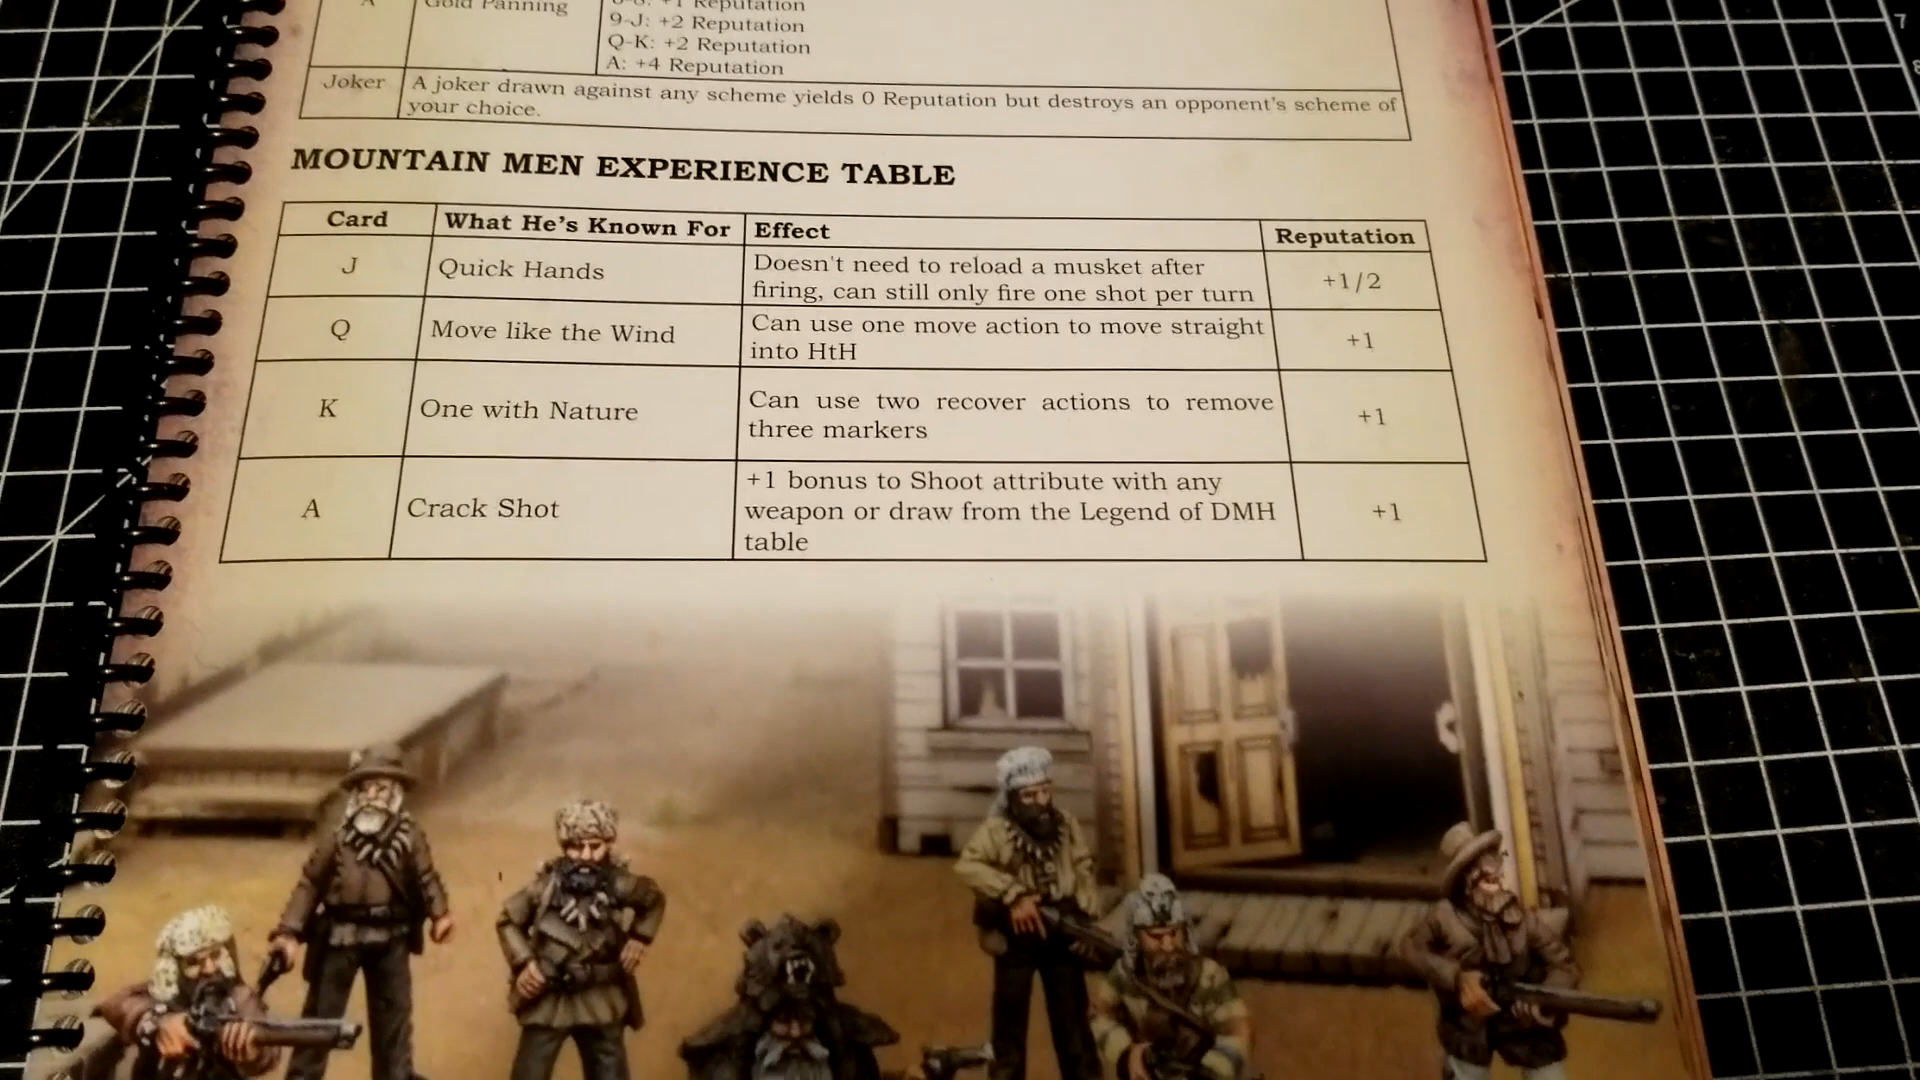 A Gold Panning
+1 Reputation
9-J: +2 Reputation
Q-K: +2 Reputation
A: +4 Reputation
Joker A joker drawn against any scheme yields 0 Reputation but destroys an opponent's scheme of
your choice.
MOUNTAIN MEN EXPERIENCE TABLE
Card What He's Known For Effect Reputation
J Quick Hands Doesn't need to reload a musket after
firing, can still only fire one shot per turn +1/2
Q Move like the Wind Can use one move action to move straight
into HtH +1
K One with Nature Can use two recover actions to remove
three markers +1
A Crack Shot +1 bonus to Shoot attribute with any
weapon or draw from the Legend of DMH
table +1
7